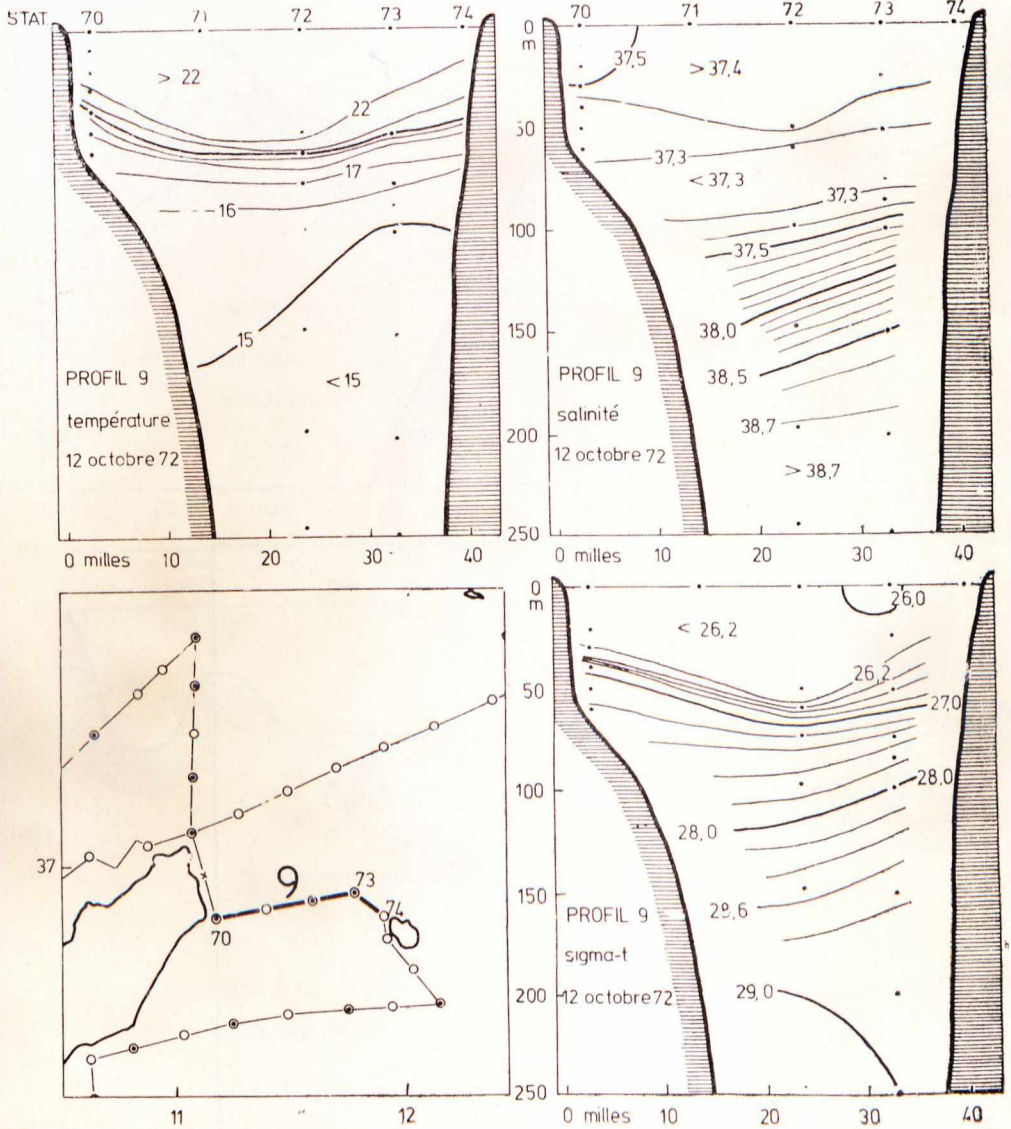 STAT. 70 71 72 73 74
> 22
22
17
16
15
< 15
PROFIL 9
température
12 octobre 72
0 milles 10 20 30 40
70 71 72 73 74
0
m
50
100
150
200
250
37,5
> 37,4
37,3
< 37,3
37,3
37,5
38,0
38,5
38,7
> 38,7
PROFIL 9
salinité
12 octobre 72
0 milles 10 20 30 40
37
9
70
73
74
11 12
0
m
50
100
150
200
250
26,0
< 26,2
26,2
27,0
28,0
28,0
28,6
29,0
PROFIL 9
sigma-t
12 octobre 72
0 milles 10 20 30 40